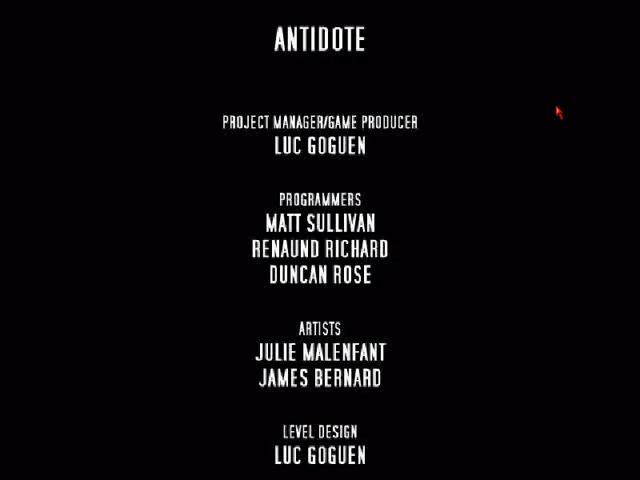 ANTIDOTE
PROJECT MANAGER/GAME PRODUCER
LUC GOGUEN
PROGRAMMERS
MATT SULLIVAN
RENAUND RICHARD
DUNCAN ROSE
ARTISTS
JULIE MALENFANT
JAMES BERNARD
LEVEL DESIGN
LUC GOGUEN